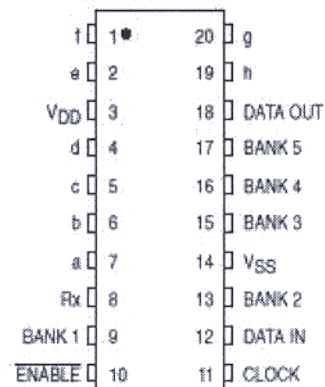 f 1 20 g
e 2 19 h
VDD 3 18 DATA OUT
d 4 17 BANK 5
c 5 16 BANK 4
b 6 15 BANK 3
a 7 14 VSS
Rx 8 13 BANK 2
BANK 1 9 12 DATA IN
ENABLE 10 11 CLOCK